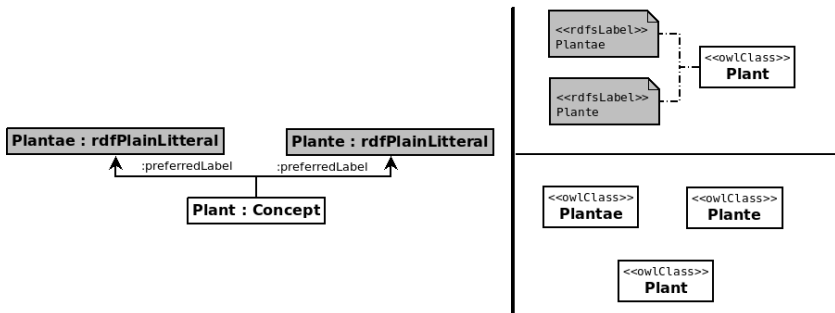 Plantae : rdfPlainLitteral
Plante : rdfPlainLitteral
:preferredLabel
:preferredLabel
Plant : Concept
<<rdfsLabel>>
Plantae
<<owlClass>>
Plant
<<rdfsLabel>>
Plante
<<owlClass>>
Plantae
<<owlClass>>
Plante
<<owlClass>>
Plant